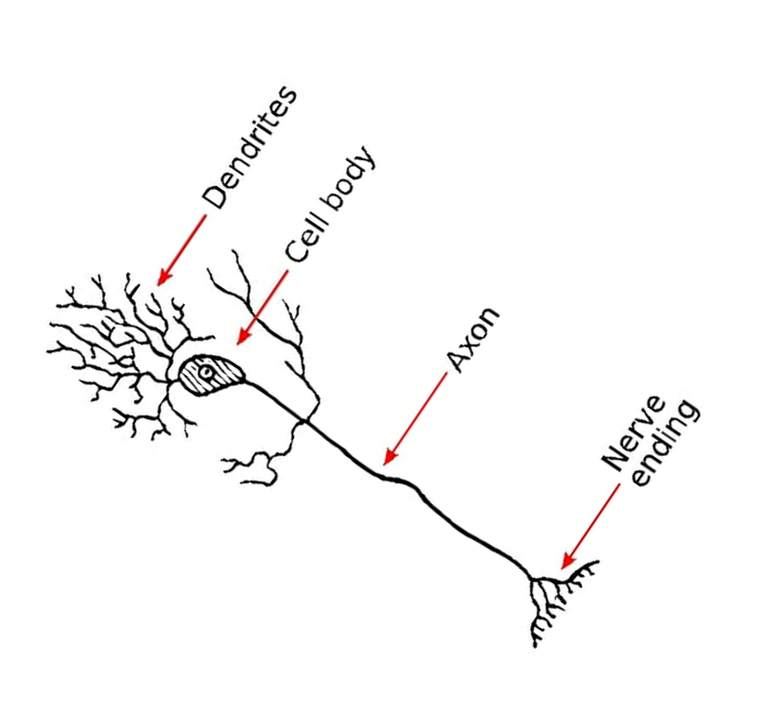 Dendrites
Cell body
Axon
Nerve
ending